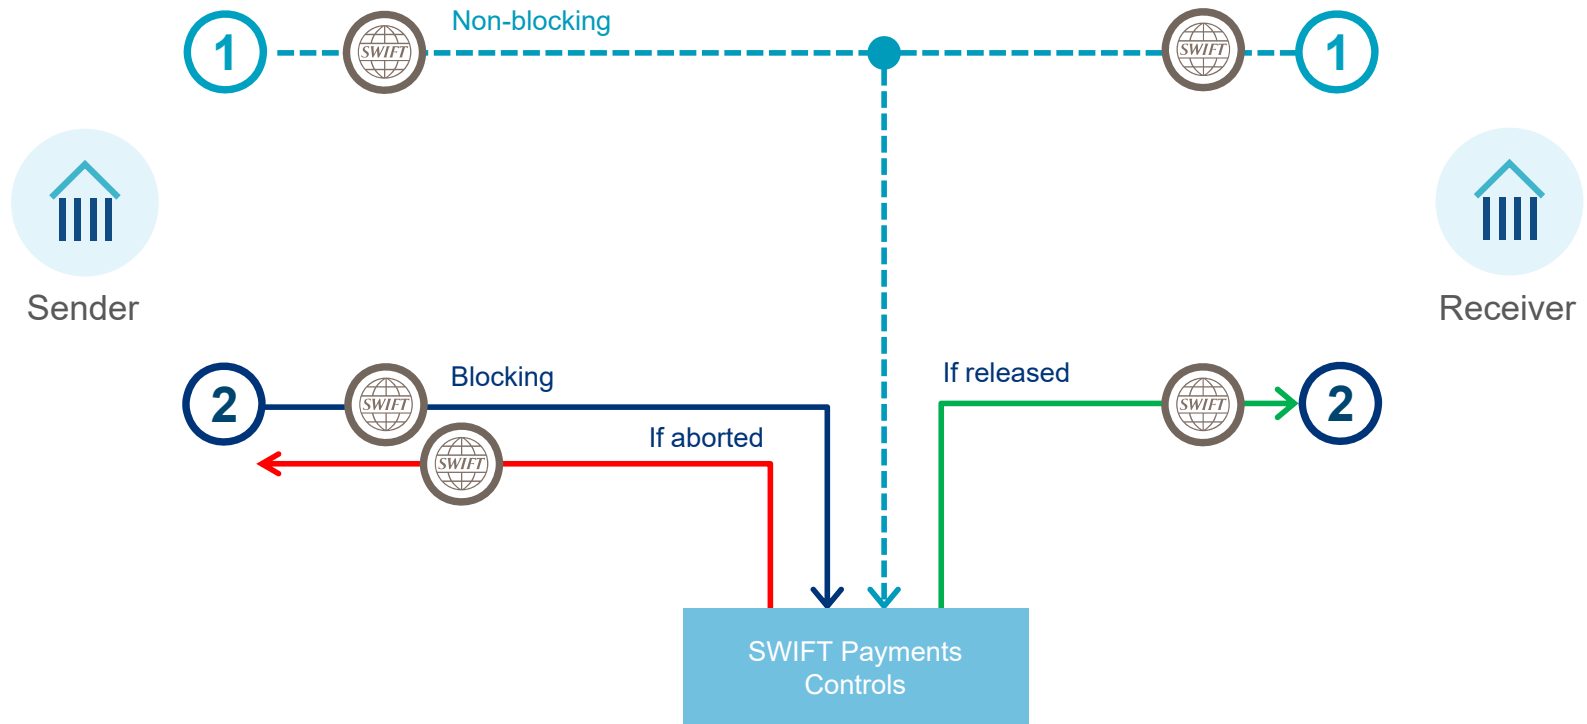 1
SWIFT
Non-blocking
SWIFT
1
Sender
Receiver
2
SWIFT
Blocking
If released
SWIFT
2
SWIFT
If aborted
SWIFT Payments
Controls